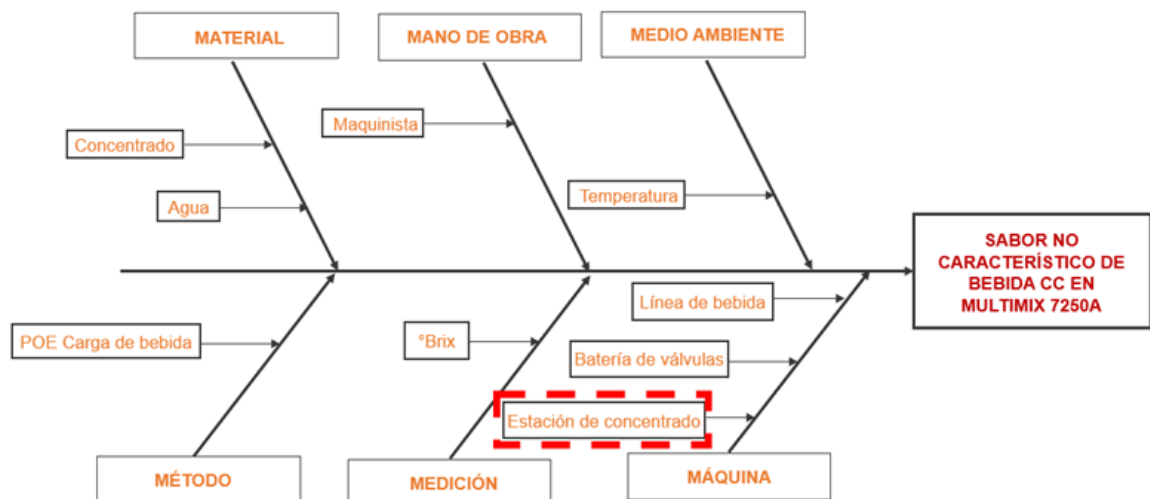 MATERIAL
MANO DE OBRA
MEDIO AMBIENTE
Maquinista
Concentrado
Temperatura
Agua
SABOR NO
CARACTERÍSTICO DE
BEBIDA CC EN
MULTIMIX 7250A
Línea de bebida
POE Carga de bebida
°Brix
Batería de válvulas
Estación de concentrado
MÉTODO
MEDICIÓN
MÁQUINA